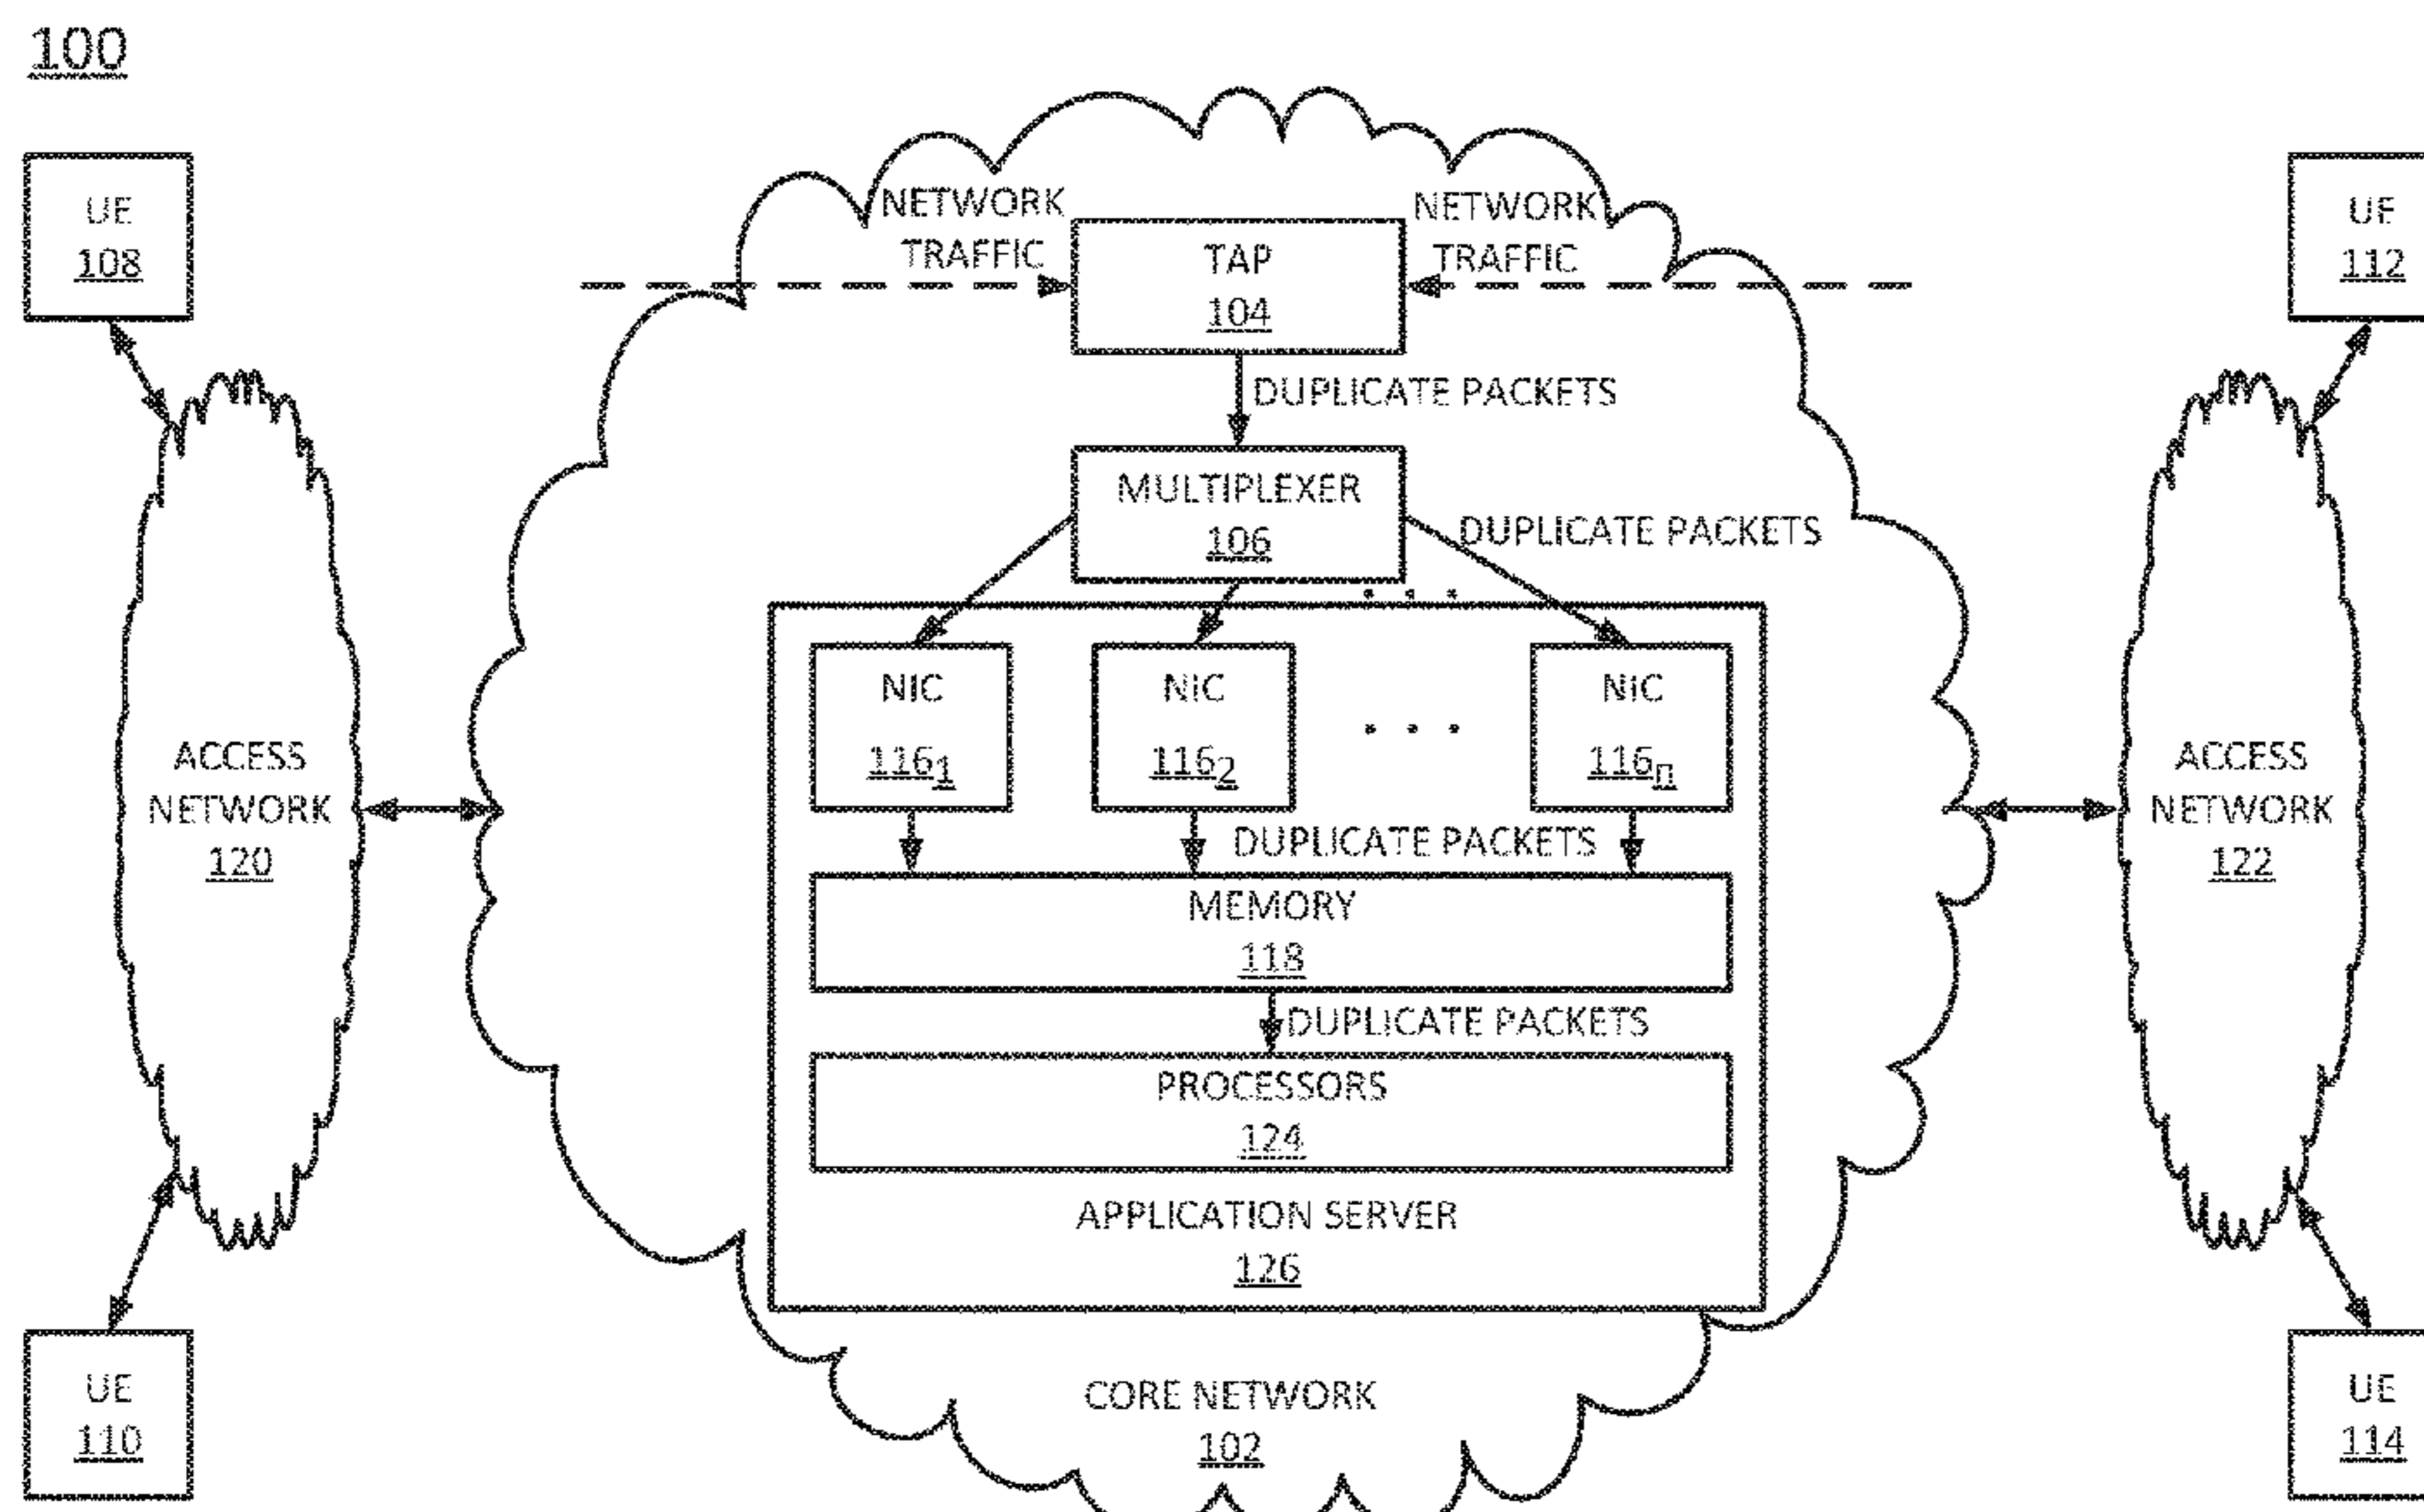 100
UE
108
NETWORK
TRAFFIC
TAP
104
NETWORK
TRAFFIC
UE
112
DUPLICATE PACKETS
MULTIPLEXER
106
DUPLICATE PACKETS
. . .
NIC
116₁
NIC
116₂
. . .
NIC
116ₙ
ACCESS
NETWORK
120
DUPLICATE PACKETS
ACCESS
NETWORK
122
MEMORY
118
DUPLICATE PACKETS
PROCESSORS
124
APPLICATION SERVER
126
UE
110
CORE NETWORK
102
UE
114